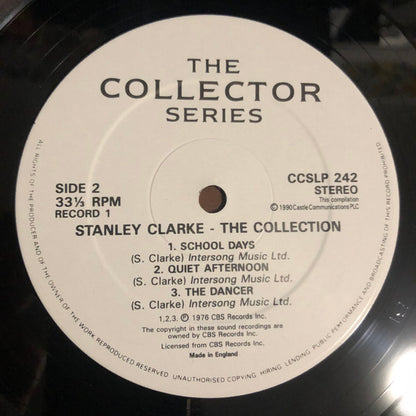 THE
COLLECTOR
SERIES
SIDE 2
33⅓ RPM
RECORD 1
CCSLP 242
STEREO
This compilation
© 1990 Castle Communications PLC
STANLEY CLARKE - THE COLLECTION
1. SCHOOL DAYS
(S. Clarke) Intersong Music Ltd.
2. QUIET AFTERNOON
(S. Clarke) Intersong Music Ltd.
3. THE DANCER
(S. Clarke) Intersong Music Ltd.
1,2,3. ℗ 1976 CBS Records Inc.
The copyright in these sound recordings are
owned by CBS Records Inc.
Licensed from CBS Records Inc.
Made in England
ALL RIGHTS OF THE PRODUCER AND OF THE OWNER OF THE WORK REPRODUCED RESERVED. UNAUTHORISED COPYING, HIRING, LENDING, PUBLIC PERFORMANCE AND BROADCASTING OF THIS RECORD PROHIBITED.